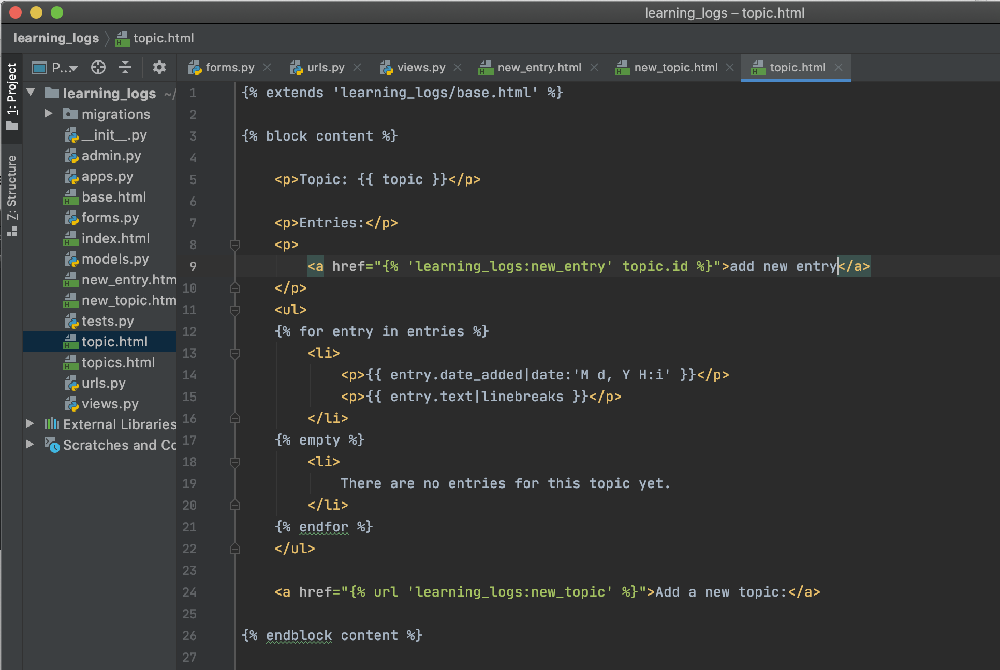 learning_logs – topic.html
learning_logs topic.html
1: Project
7: Structure
P...
forms.py urls.py views.py new_entry.html new_topic.html topic.html
learning_logs ~/
migrations
__init__.py
admin.py
apps.py
base.html
forms.py
index.html
models.py
new_entry.htm
new_topic.htm
tests.py
topic.html
topics.html
urls.py
views.py
External Libraries
Scratches and Co
1 {% extends 'learning_logs/base.html' %}
2
3 {% block content %}
4
5     <p>Topic: {{ topic }}</p>
6
7     <p>Entries:</p>
8     <p>
9         <a href="{% 'learning_logs:new_entry' topic.id %}">add new entry</a>
10     </p>
11     <ul>
12     {% for entry in entries %}
13         <li>
14             <p>{{ entry.date_added|date:'M d, Y H:i' }}</p>
15             <p>{{ entry.text|linebreaks }}</p>
16         </li>
17     {% empty %}
18         <li>
19             There are no entries for this topic yet.
20         </li>
21     {% endfor %}
22     </ul>
23
24     <a href="{% url 'learning_logs:new_topic' %}">Add a new topic:</a>
25
26 {% endblock content %}
27